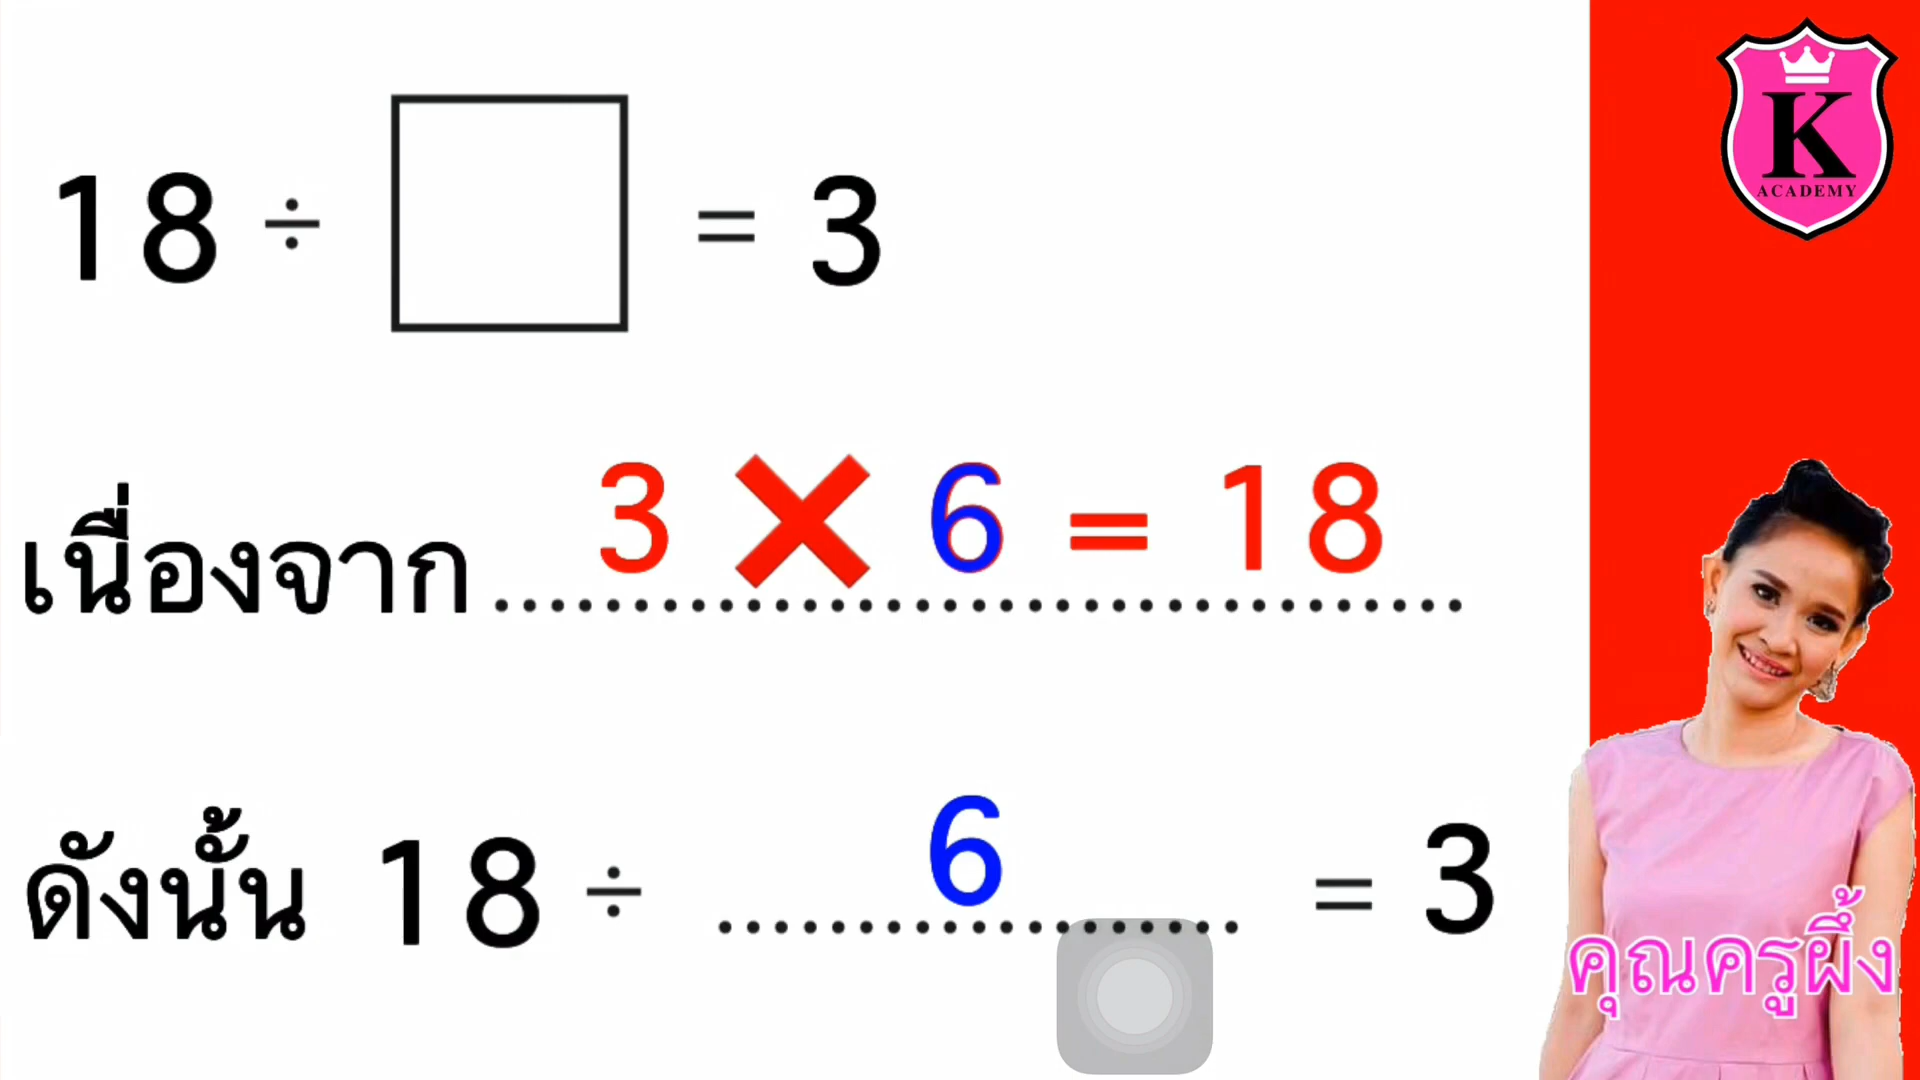 18 ÷ □ = 3
K
ACADEMY
เนื่องจาก 3 × 6 = 18
ดังนั้น 18 ÷ 6 = 3
คุณครูผึ้ง